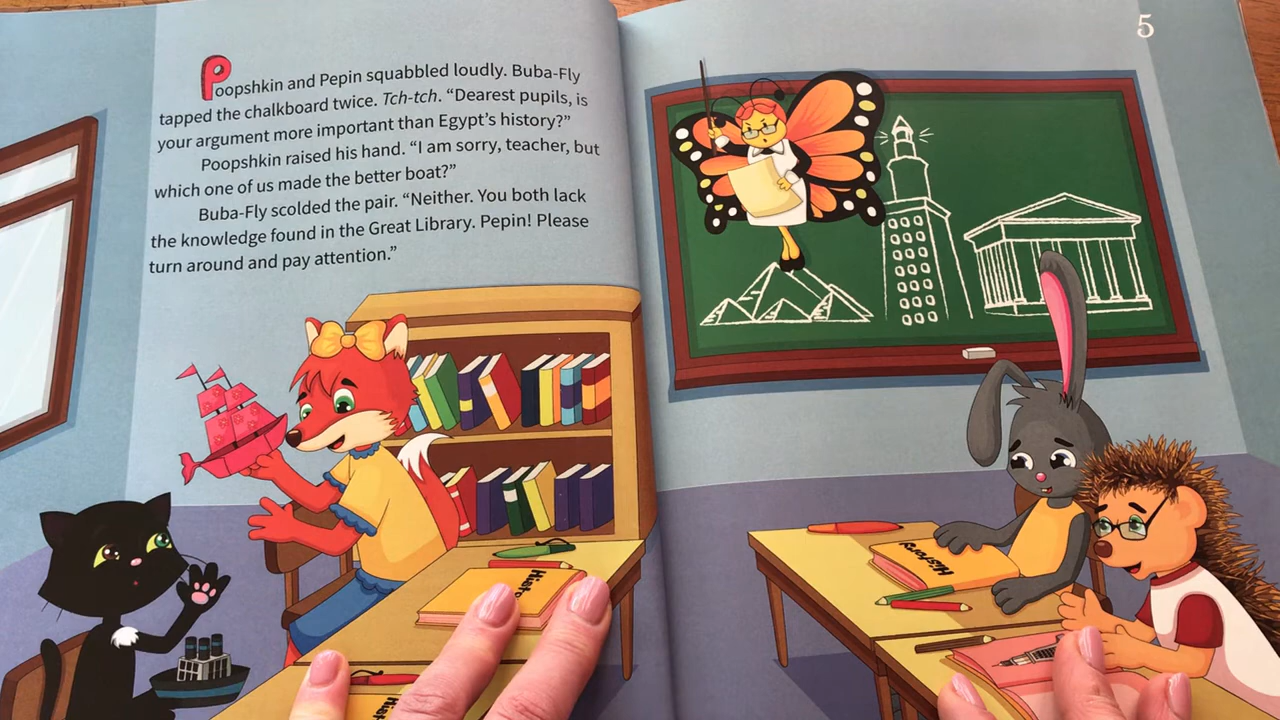 Poopshkin and Pepin squabbled loudly. Buba-Fly
tapped the chalkboard twice. Tch-tch. “Dearest pupils, is
your argument more important than Egypt’s history?”
Poopshkin raised his hand. “I am sorry, teacher, but
which one of us made the better boat?”
Buba-Fly scolded the pair. “Neither. You both lack
the knowledge found in the Great Library. Pepin! Please
turn around and pay attention.”
5
History